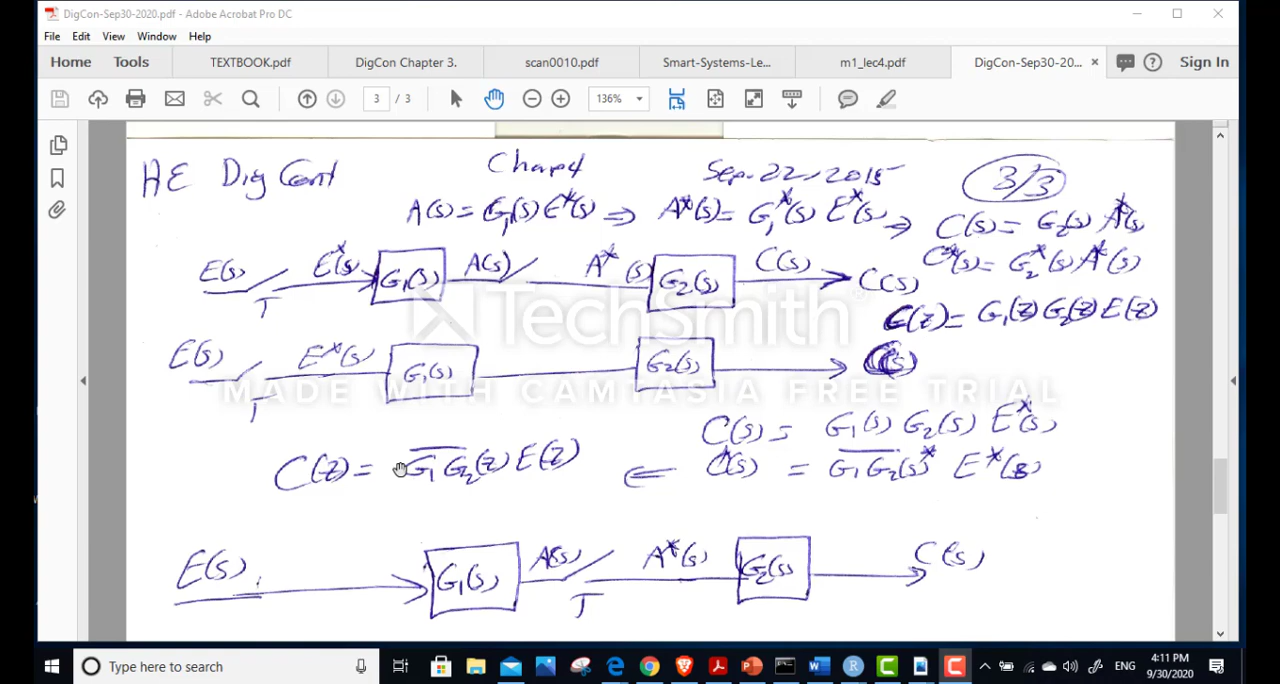 DigCon-Sep30-2020.pdf - Adobe Acrobat Pro DC
File Edit View Window Help
Home Tools TEXTBOOK.pdf DigCon Chapter 3. scan0010.pdf Smart-Systems-Le... m1_lec4.pdf DigCon-Sep30-20... × Sign In
3 / 3 136%
AE Dig Cont Chap4 Sep. 22, 2015 3/3
A(s) = G₁(s) E*(s) ⇒ A*(s) = G₁*(s) E*(s) ⇒ C(s) = G₂(s) A*(s)
C*(s) = G₂*(s) A*(s)
E(s) T E*(s) G₁(s) A(s) A*(s) G₂(s) C(s) C(s)
C(z) = G₁(z) G₂(z) E(z)
TechSmith
E(s) T E*(s) G₁(s) G₂(s) C(s)
MADE WITH CAMTASIA FREE TRIAL
C(s) = G₁(s) G₂(s) E*(s)
C(z) = G₁G₂(z) E(z) ⇐ C*(s) = G₁G₂(s)* E*(s)
E(s) G₁(s) A(s) T A*(s) G₂(s) C(s)
Type here to search ENG 4:11 PM
9/30/2020